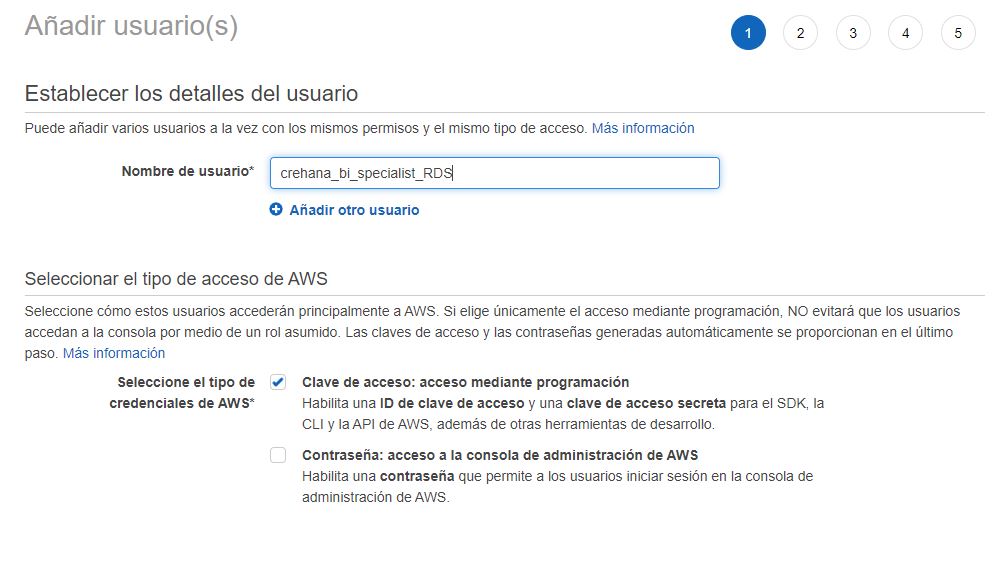 Añadir usuario(s)
1 2 3 4 5
Establecer los detalles del usuario
Puede añadir varios usuarios a la vez con los mismos permisos y el mismo tipo de acceso. Más información
Nombre de usuario* crehana_bi_specialist_RDS
Añadir otro usuario
Seleccionar el tipo de acceso de AWS
Seleccione cómo estos usuarios accederán principalmente a AWS. Si elige únicamente el acceso mediante programación, NO evitará que los usuarios
accedan a la consola por medio de un rol asumido. Las claves de acceso y las contraseñas generadas automáticamente se proporcionan en el último
paso. Más información
Seleccione el tipo de
credenciales de AWS*
Clave de acceso: acceso mediante programación
Habilita una ID de clave de acceso y una clave de acceso secreta para el SDK, la
CLI y la API de AWS, además de otras herramientas de desarrollo.
Contraseña: acceso a la consola de administración de AWS
Habilita una contraseña que permite a los usuarios iniciar sesión en la consola de
administración de AWS.